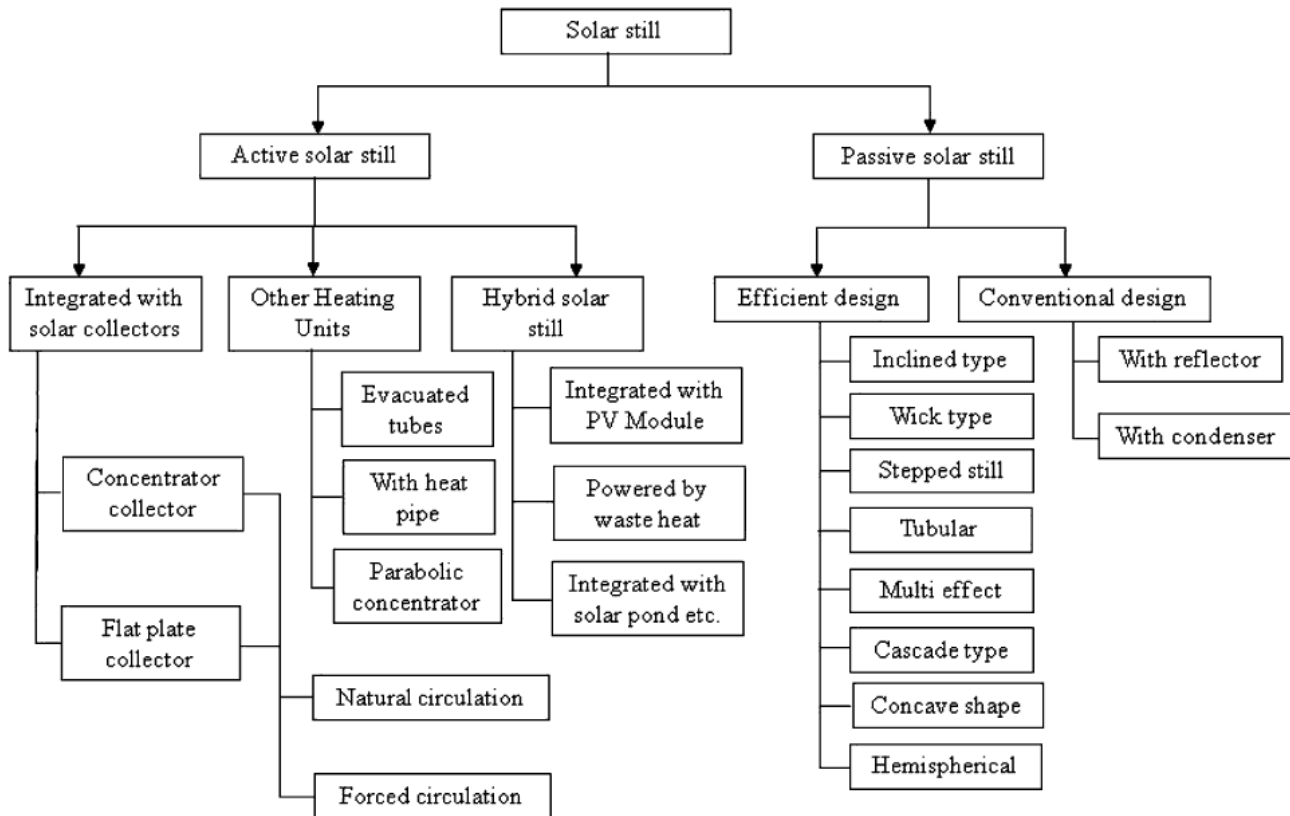 Solar still
Active solar still
Passive solar still
Integrated with
solar collectors
Other Heating
Units
Hybrid solar
still
Efficient design
Conventional design
Concentrator
collector
Flat plate
collector
Natural circulation
Forced circulation
Evacuated
tubes
With heat
pipe
Parabolic
concentrator
Integrated with
PV Module
Powered by
waste heat
Integrated with
solar pond etc.
Inclined type
Wick type
Stepped still
Tubular
Multi effect
Cascade type
Concave shape
Hemispherical
With reflector
With condenser